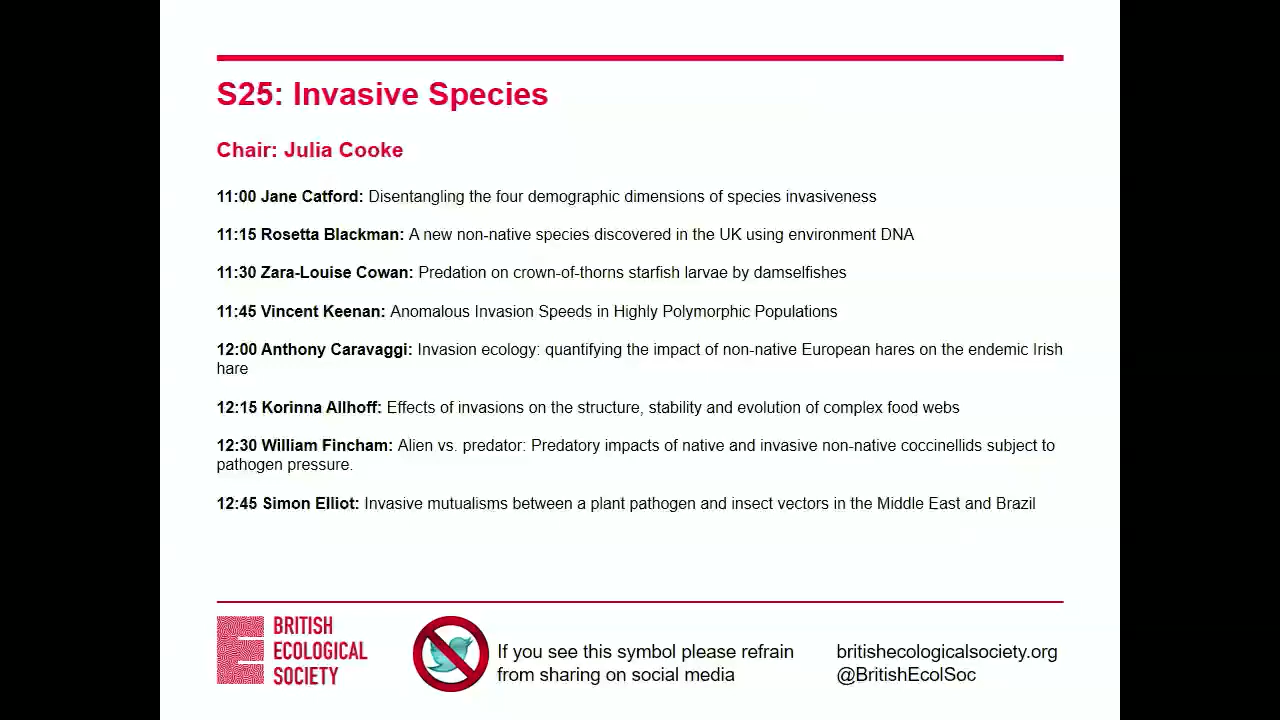 S25: Invasive Species
Chair: Julia Cooke
11:00 Jane Catford: Disentangling the four demographic dimensions of species invasiveness
11:15 Rosetta Blackman: A new non-native species discovered in the UK using environment DNA
11:30 Zara-Louise Cowan: Predation on crown-of-thorns starfish larvae by damselfishes
11:45 Vincent Keenan: Anomalous Invasion Speeds in Highly Polymorphic Populations
12:00 Anthony Caravaggi: Invasion ecology: quantifying the impact of non-native European hares on the endemic Irish
hare
12:15 Korinna Allhoff: Effects of invasions on the structure, stability and evolution of complex food webs
12:30 William Fincham: Alien vs. predator: Predatory impacts of native and invasive non-native coccinellids subject to
pathogen pressure.
12:45 Simon Elliot: Invasive mutualisms between a plant pathogen and insect vectors in the Middle East and Brazil
BRITISH
ECOLOGICAL
SOCIETY
If you see this symbol please refrain
from sharing on social media
britishecologicalsociety.org
@BritishEcolSoc